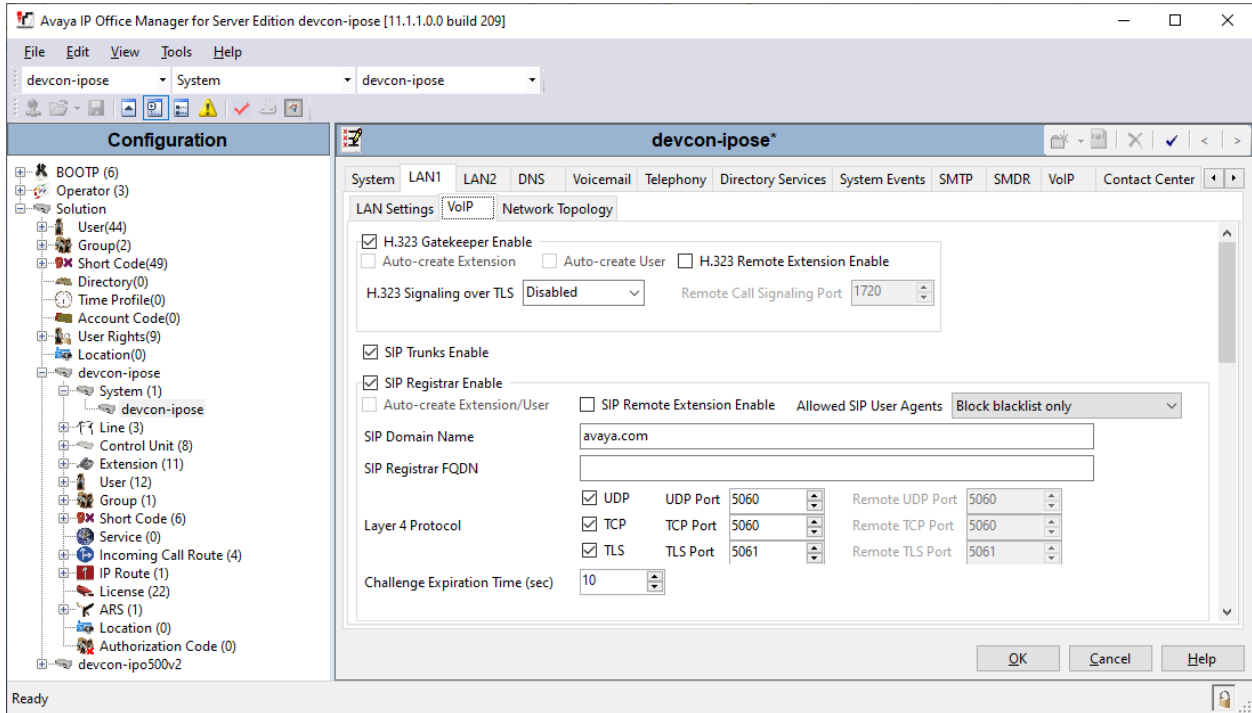 Avaya IP Office Manager for Server Edition devcon-ipose [11.1.1.0.0 build 209]
File Edit View Tools Help
devcon-ipose System devcon-ipose
Configuration
BOOTP (6)
Operator (3)
Solution
User(44)
Group(2)
Short Code(49)
Directory(0)
Time Profile(0)
Account Code(0)
User Rights(9)
Location(0)
devcon-ipose
System (1)
devcon-ipose
Line (3)
Control Unit (8)
Extension (11)
User (12)
Group (1)
Short Code (6)
Service (0)
Incoming Call Route (4)
IP Route (1)
License (22)
ARS (1)
Location (0)
Authorization Code (0)
devcon-ipo500v2
devcon-ipose*
System LAN1 LAN2 DNS Voicemail Telephony Directory Services System Events SMTP SMDR VoIP Contact Center
LAN Settings VoIP Network Topology
H.323 Gatekeeper Enable
Auto-create Extension Auto-create User H.323 Remote Extension Enable
H.323 Signaling over TLS Disabled Remote Call Signaling Port 1720
SIP Trunks Enable
SIP Registrar Enable
Auto-create Extension/User SIP Remote Extension Enable Allowed SIP User Agents Block blacklist only
SIP Domain Name avaya.com
SIP Registrar FQDN
UDP UDP Port 5060 Remote UDP Port 5060
Layer 4 Protocol TCP TCP Port 5060 Remote TCP Port 5060
TLS TLS Port 5061 Remote TLS Port 5061
Challenge Expiration Time (sec) 10
OK Cancel Help
Ready